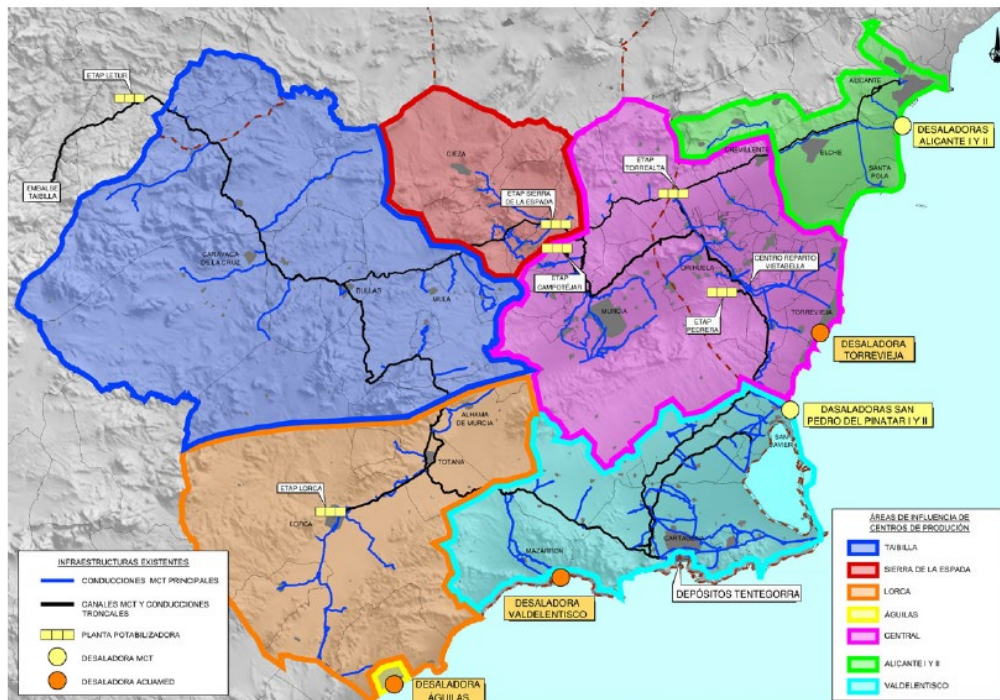 ETAP LETUR
EMBALSE
TAIBILLA
CARAVACA
DE LA CRUZ
BULLAS
MULA
CIEZA
ETAP SIERRA
DE LA ESPADA
ETAP
CAMPOTÉJAR
ETAP
TORREALTA
CREVILLENTE
ALICANTE
ELCHE
SANTA
POLA
DESALADORAS
ALICANTE I Y II
ORIHUELA
CENTRO REPARTO
VISTABELLA
MURCIA
ETAP
PEDRERA
TORREVIEJA
DESALADORA
TORREVIEJA
DASALADORAS SAN
PEDRO DEL PINATAR I Y II
SAN
JAVIER
ALHAMA
DE MURCIA
TOTANA
ETAP LORCA
LORCA
MAZARRÓN
CARTAGENA
DEPÓSITOS TENTEGORRA
DESALADORA
VALDELENTISCO
DESALADORA
ÁGUILAS
INFRAESTRUCTURAS EXISTENTES
CONDUCCIONES MCT PRINCIPALES
CANALES MCT Y CONDUCCIONES
TRONCALES
PLANTA POTABILIZADORA
DESALADORA MCT
DESALADORA ACUAMED
ÁREAS DE INFLUENCIA DE
CENTROS DE PRODUCIÓN
TAIBILLA
SIERRA DE LA ESPADA
LORCA
ÁGUILAS
CENTRAL
ALICANTE I Y II
VALDELENTISCO